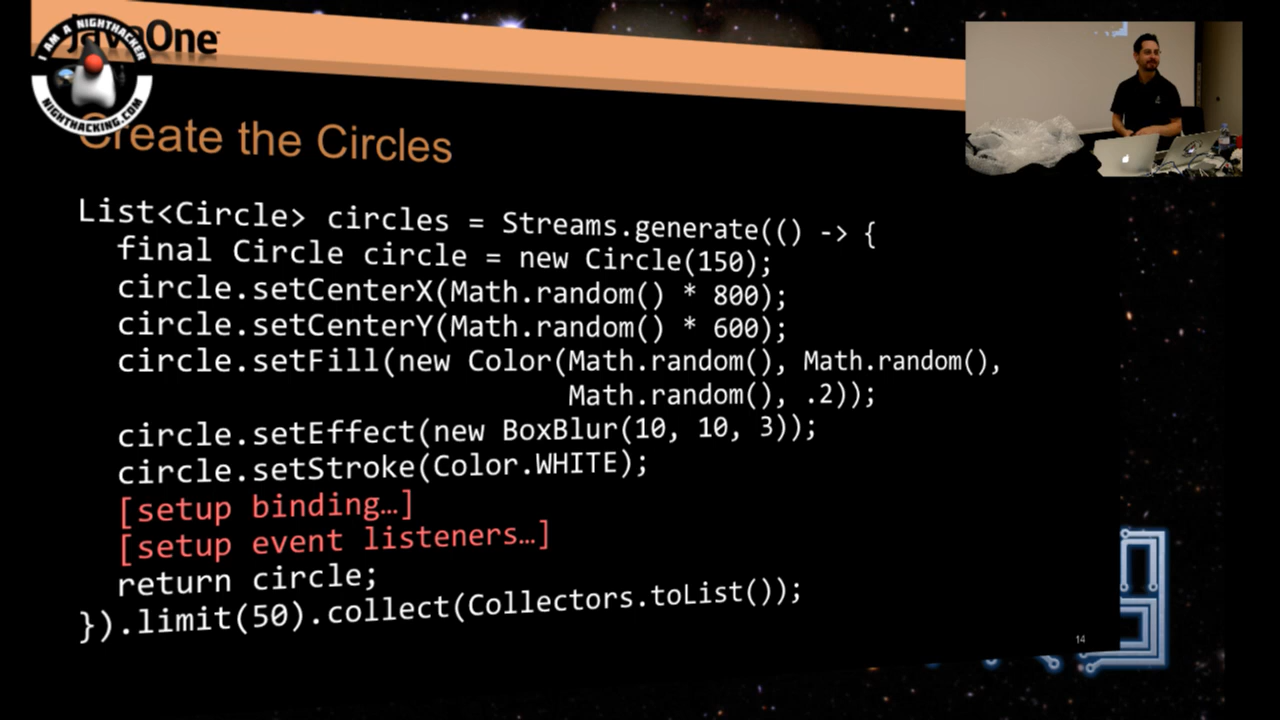 JavaOne
I AM A NIGHTHACKER
NIGHTHACKING.COM
Create the Circles
List<Circle> circles = Streams.generate(() -> {
final Circle circle = new Circle(150);
circle.setCenterX(Math.random() * 800);
circle.setCenterY(Math.random() * 600);
circle.setFill(new Color(Math.random(), Math.random(),
Math.random(), .2));
circle.setEffect(new BoxBlur(10, 10, 3));
circle.setStroke(Color.WHITE);
[setup binding…]
[setup event listeners…]
return circle;
}).limit(50).collect(Collectors.toList());
14